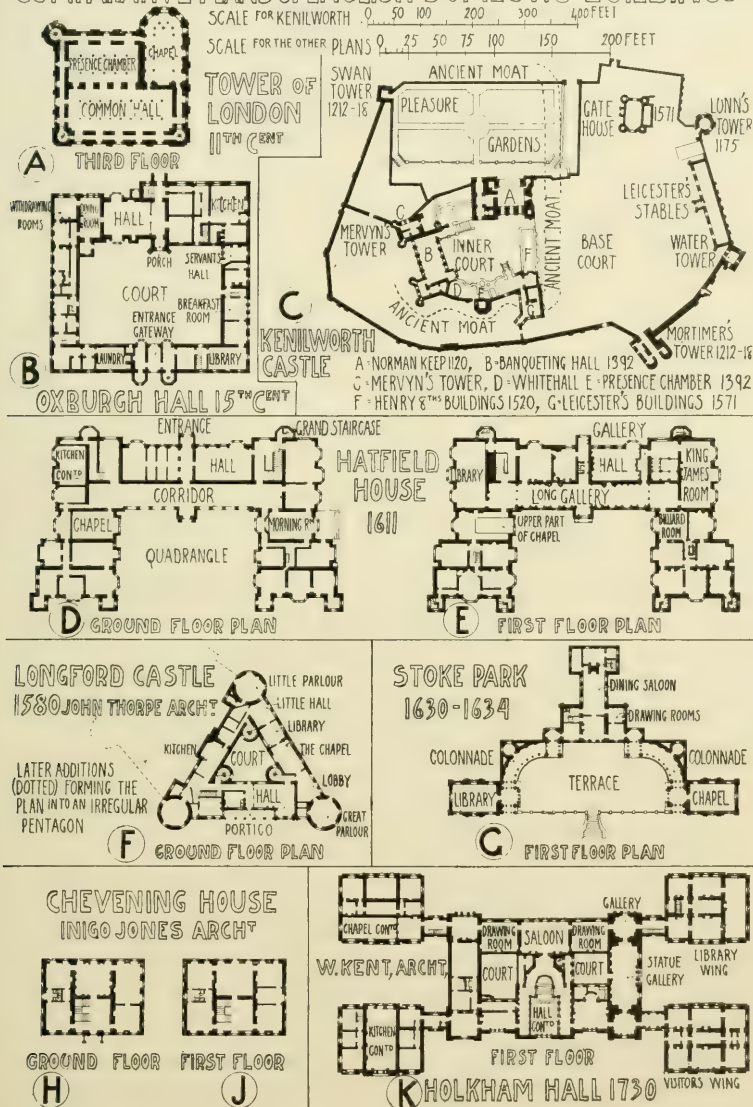 COMPARATIVE PLANS OF ENGLISH DOMESTIC BUILDINGS
SCALE FOR KENILWORTH 0 50 100 200 300 400 FEET
SCALE FOR THE OTHER PLANS 0 25 50 75 100 150 200 FEET
PRESENCE CHAMBER
CHAPEL
COMMON HALL
TOWER OF
LONDON
11TH CENT
A
THIRD FLOOR
SWAN
TOWER
1212-18
ANCIENT MOAT
PLEASURE
GARDENS
GATE
HOUSE
1571
LUNN'S
TOWER
1175
LEICESTERS
STABLES
WATER
TOWER
MERVYN'S
TOWER
INNER
COURT
ANCIENT MOAT
BASE
COURT
A
B
C
D
E
F
G
ANCIENT MOAT
MORTIMER'S
TOWER 1212-18
C
KENILWORTH
CASTLE
A=NORMAN KEEP 1120, B=BANQUETING HALL 1392
C=MERVYN'S TOWER, D=WHITEHALL E=PRESENCE CHAMBER 1392
F=HENRY 8THS BUILDINGS 1520, G=LEICESTER'S BUILDINGS 1571
WITHDRAWING
ROOMS
DINING
ROOM
HALL
KITCHEN
PORCH
SERVANTS
HALL
COURT
BREAKFAST
ROOM
ENTRANCE
GATEWAY
LAUNDRY
LIBRARY
B
OXBURGH HALL 15TH CENT
ENTRANCE
GRAND STAIRCASE
KITCHEN
CONTD
HALL
CORRIDOR
CHAPEL
MORNING RM
QUADRANGLE
D GROUND FLOOR PLAN
HATFIELD
HOUSE
1611
GALLERY
LIBRARY
HALL
KING
JAMES
ROOM
LONG GALLERY
UPPER PART
OF CHAPEL
BILLIARD
ROOM
E FIRST FLOOR PLAN
LONGFORD CASTLE
1580 JOHN THORPE ARCHT
LITTLE PARLOUR
LITTLE HALL
LIBRARY
THE CHAPEL
KITCHEN
COURT
LOBBY
HALL
GREAT
PARLOUR
PORTICO
LATER ADDITIONS
(DOTTED) FORMING THE
PLAN INTO AN IRREGULAR
PENTAGON
F GROUND FLOOR PLAN
STOKE PARK
1630-1634
DINING SALOON
DRAWING ROOMS
COLONNADE
COLONNADE
TERRACE
LIBRARY
CHAPEL
G FIRST FLOOR PLAN
CHEVENING HOUSE
INIGO JONES ARCHT
GROUND FLOOR
FIRST FLOOR
H
J
CHAPEL CONTD
DRAWING
ROOM
SALOON
DRAWING
ROOM
GALLERY
W. KENT, ARCHT,
COURT
COURT
STATUE
GALLERY
LIBRARY
WING
KITCHEN
CONTD
HALL
CONTD
FIRST FLOOR
VISITORS WING
K HOLKHAM HALL 1730